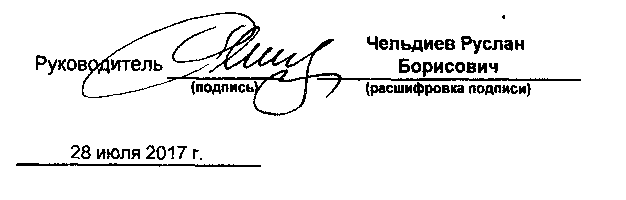 Руководитель Чельдиев Руслан
Борисович
(подпись) (расшифровка подписи)
28 июля 2017 г.